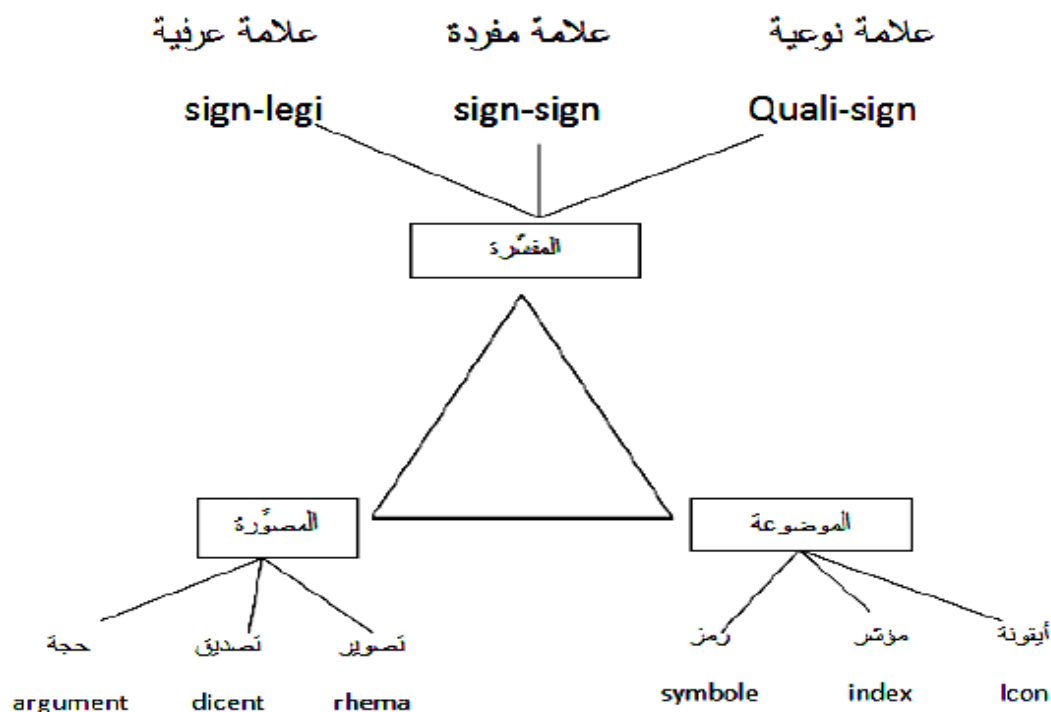 علامة نوعية علامة مفردة علامة عرفية
Quali-sign sign-sign sign-legi
المفسَّرة
الموضوعة المصوَّرة
أيقونة مؤشر رمز تصوير تصديق حجة
Icon index symbole rhema dicent argument